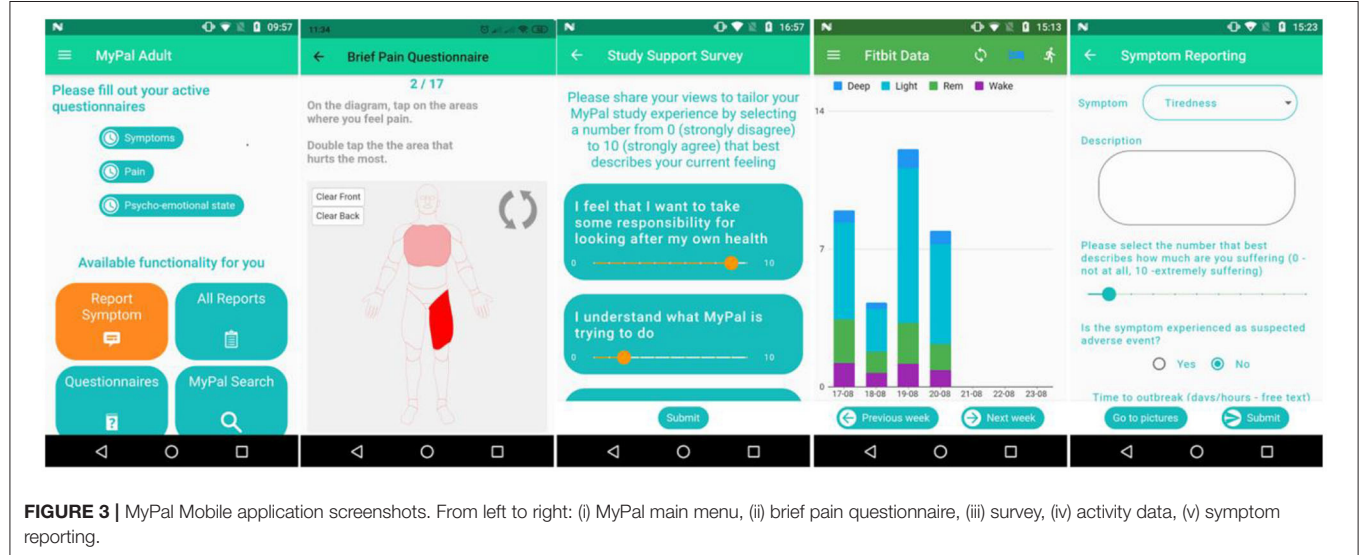 09:57
MyPal Adult
Please fill out your active
questionnaires
Symptoms
Pain
Psycho-emotional state
Available functionality for you
Report
Symptom
All Reports
Questionnaires
MyPal Search
11:34
Brief Pain Questionnaire
2 / 17
On the diagram, tap on the areas
where you feel pain.
Double tap the the area that
hurts the most.
Clear Front
Clear Back
16:57
Study Support Survey
Please share your views to tailor your
MyPal study experience by selecting
a number from 0 (strongly disagree)
to 10 (strongly agree) that best
describes your current feeling
I feel that I want to take
some responsibility for
looking after my own health
0 10
I understand what MyPal is
trying to do
0 10
Submit
15:13
Fitbit Data
Deep Light Rem Wake
14
7
0
17-08 18-08 19-08 20-08 21-08 22-08 23-08
Previous week Next week
15:23
Symptom Reporting
Symptom Tiredness
Description
Please select the number that best
describes how much are you suffering (0 -
not at all, 10 -extremely suffering)
Is the symptom experienced as suspected
adverse event?
Yes No
Time to outbreak (days/hours - free text)
Go to pictures Submit
FIGURE 3 | MyPal Mobile application screenshots. From left to right: (i) MyPal main menu, (ii) brief pain questionnaire, (iii) survey, (iv) activity data, (v) symptom
reporting.